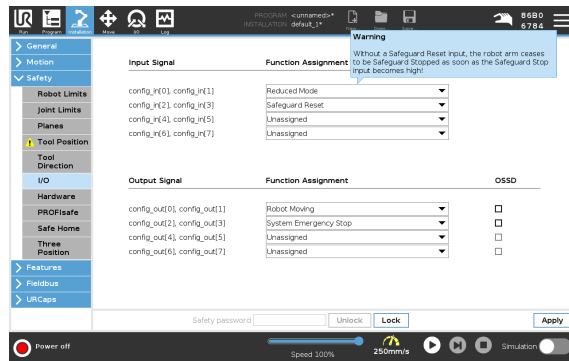 PROGRAM <unnamed>*
INSTALLATION default_1*
86B0
6784
Run Program Installation Move I/O Log
Warning
Without a Safeguard Reset input, the robot arm ceases
to be Safeguard Stopped as soon as the Safeguard Stop
input becomes high!
General
Motion
Safety
Robot Limits
Joint Limits
Planes
Tool Position
Tool
Direction
I/O
Hardware
PROFIsafe
Safe Home
Three
Position
Features
Fieldbus
URCaps
Input Signal Function Assignment
config_in[0], config_in[1] Reduced Mode
config_in[2], config_in[3] Safeguard Reset
config_in[4], config_in[5] Unassigned
config_in[6], config_in[7] Unassigned
Output Signal Function Assignment OSSD
config_out[0], config_out[1] Robot Moving
config_out[2], config_out[3] System Emergency Stop
config_out[4], config_out[5] Unassigned
config_out[6], config_out[7] Unassigned
Safety password Unlock Lock Apply
Power off
Speed 100%
250mm/s
Simulation